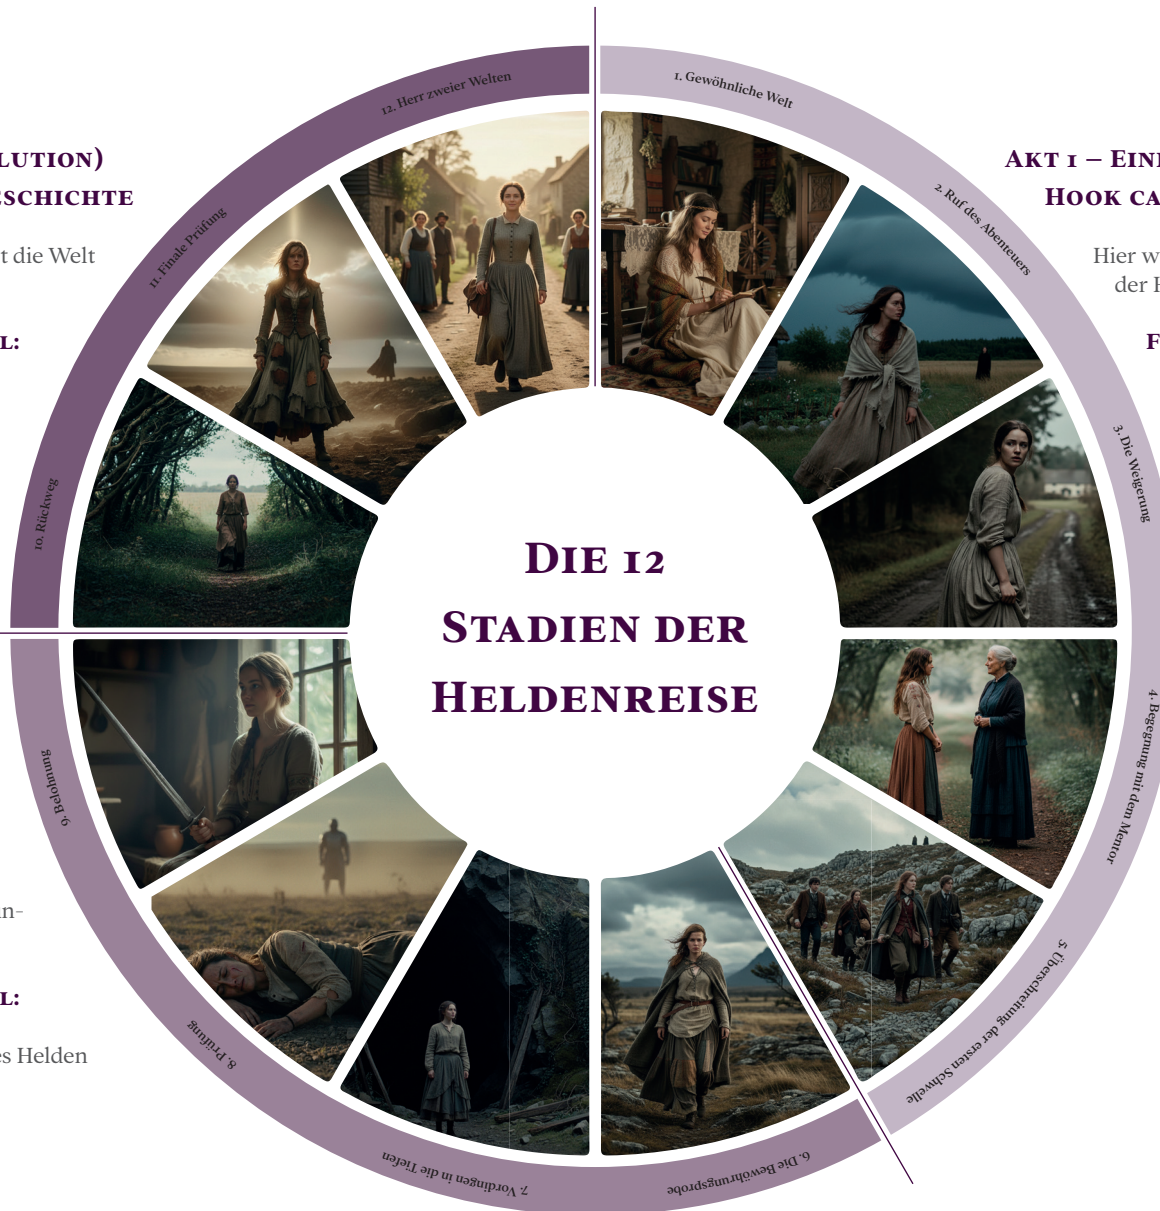 DIE 12
STADIEN DER
HELDENREISE
1. Gewöhnliche Welt
2. Ruf des Abenteuers
3. Die Weigerung
4. Begegnung mit dem Mentor
5. Überschreitung der ersten Schwelle
6. Die Bewährungsprobe
7. Vordingen in die Tiefen
8. Prüfung
9. Belohnung
10. Rückweg
11. Finale Prüfung
12. Herr zweier Welten
AKT 1 – EIN
HOOK CA
Hier w
der H
F
LUTION)
ESCHICHTE
t die Welt
L:
n-
L:
es Helden